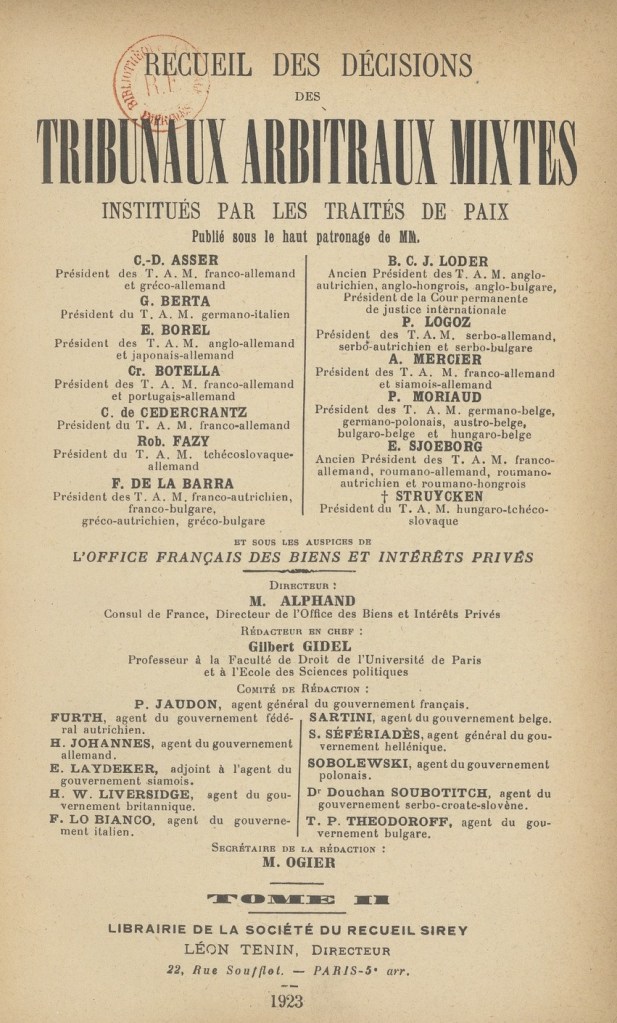 RECUEIL DES DÉCISIONS
DES
TRIBUNAUX ARBITRAUX MIXTES
INSTITUÉS PAR LES TRAITÉS DE PAIX
Publié sous le haut patronage de MM.
C.-D. ASSER
Président des T. A. M. franco-allemand
et gréco-allemand
G. BERTA
Président du T. A. M. germano-italien
E. BOREL
Président des T. A. M. anglo-allemand
et japonais-allemand
Cr. BOTELLA
Président des T. A. M. franco-allemand
et portugais-allemand
C. de CEDERCRANTZ
Président du T. A. M. franco-allemand
Rob. FAZY
Président du T. A. M. tchécoslovaque-
allemand
F. DE LA BARRA
Président des T. A. M. franco-autrichien,
franco-bulgare,
gréco-autrichien, gréco-bulgare
B. C. J. LODER
Ancien Président des T. A. M. anglo-
autrichien, anglo-hongrois, anglo-bulgare,
Président de la Cour permanente
de justice internationale
P. LOGOZ
Président des T. A. M. serbo-allemand,
serbo-autrichien et serbo-bulgare
A. MERCIER
Président des T. A. M. franco-allemand
et siamois-allemand
P. MORIAUD
Président des T. A. M. germano-belge,
germano-polonais, austro-belge,
bulgaro-belge et hungaro-belge
E. SJOEBORG
Ancien Président des T. A. M. franco-
allemand, roumano-allemand, roumano-
autrichien et roumano-hongrois
† STRUYCKEN
Président du T. A. M. hungaro-tchéco-
slovaque
ET SOUS LES AUSPICES DE
L'OFFICE FRANÇAIS DES BIENS ET INTÉRÊTS PRIVÉS
DIRECTEUR :
M. ALPHAND
Consul de France, Directeur de l'Office des Biens et Intérêts Privés
RÉDACTEUR EN CHEF :
Gilbert GIDEL
Professeur à la Faculté de Droit de l'Université de Paris
et à l'Ecole des Sciences politiques
COMITÉ DE RÉDACTION :
P. JAUDON, agent général du gouvernement français.
FURTH, agent du gouvernement fédé-
ral autrichien.
H. JOHANNES, agent du gouvernement
allemand.
E. LAYDEKER, adjoint à l'agent du
gouvernement siamois.
H. W. LIVERSIDGE, agent du gou-
vernement britannique.
F. LO BIANCO, agent du gouverne-
ment italien.
SARTINI, agent du gouvernement belge.
S. SÉFÉRIADÈS, agent général du gou-
vernement hellénique.
SOBOLEWSKI, agent du gouvernement
polonais.
Dr Douchan SOUBOTITCH, agent du
gouvernement serbo-croate-slovène.
T. P. THEODOROFF, agent du gou-
vernement bulgare.
SECRÉTAIRE DE LA RÉDACTION :
M. OGIER
TOME II
LIBRAIRIE DE LA SOCIÉTÉ DU RECUEIL SIREY
LÉON TENIN, DIRECTEUR
22, Rue Soufflot. — PARIS-5e arr.
1923